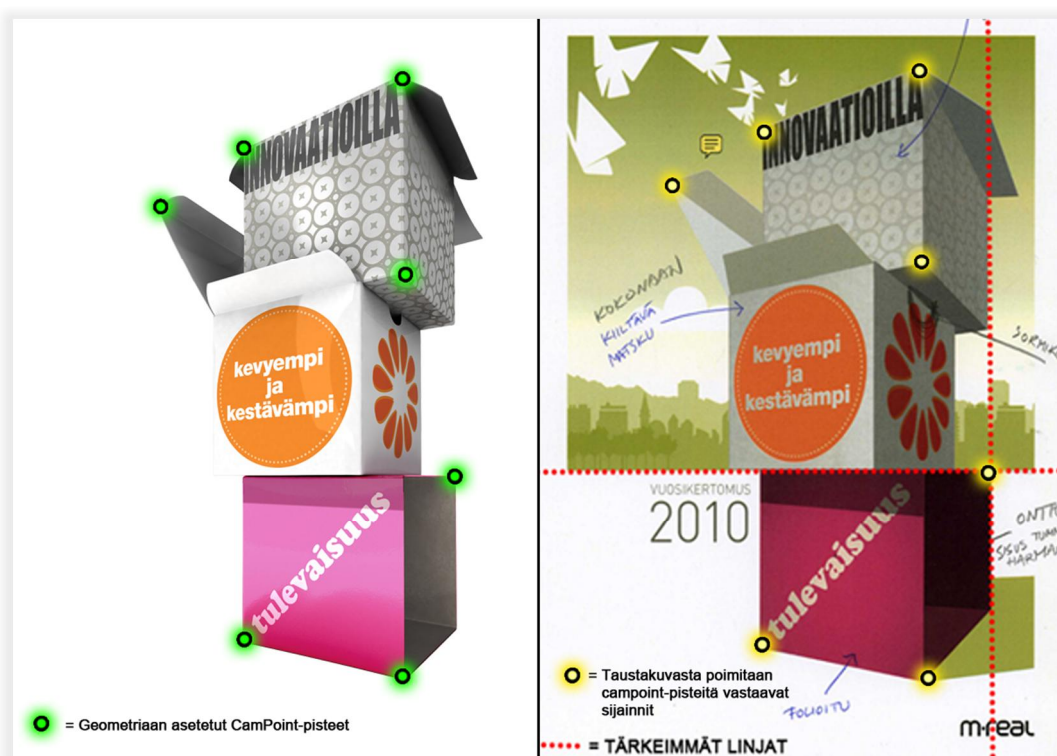 INNOVAATIOILLA
kevyempi
ja
kestävämpi
tulevaisuus
= Geometriaan asetetut CamPoint-pisteet
INNOVAATIOILLA
KOKONAAN
KIILTÄVÄ
MATSKU
kevyempi
ja
kestävämpi
VUOSIKERTOMUS
2010
tulevaisuus
SISUS
= Taustakuvasta poimitaan
campoint-pisteitä vastaavat
sijainnit
FOLIOITU
m-real
= TÄRKEIMMÄT LINJAT